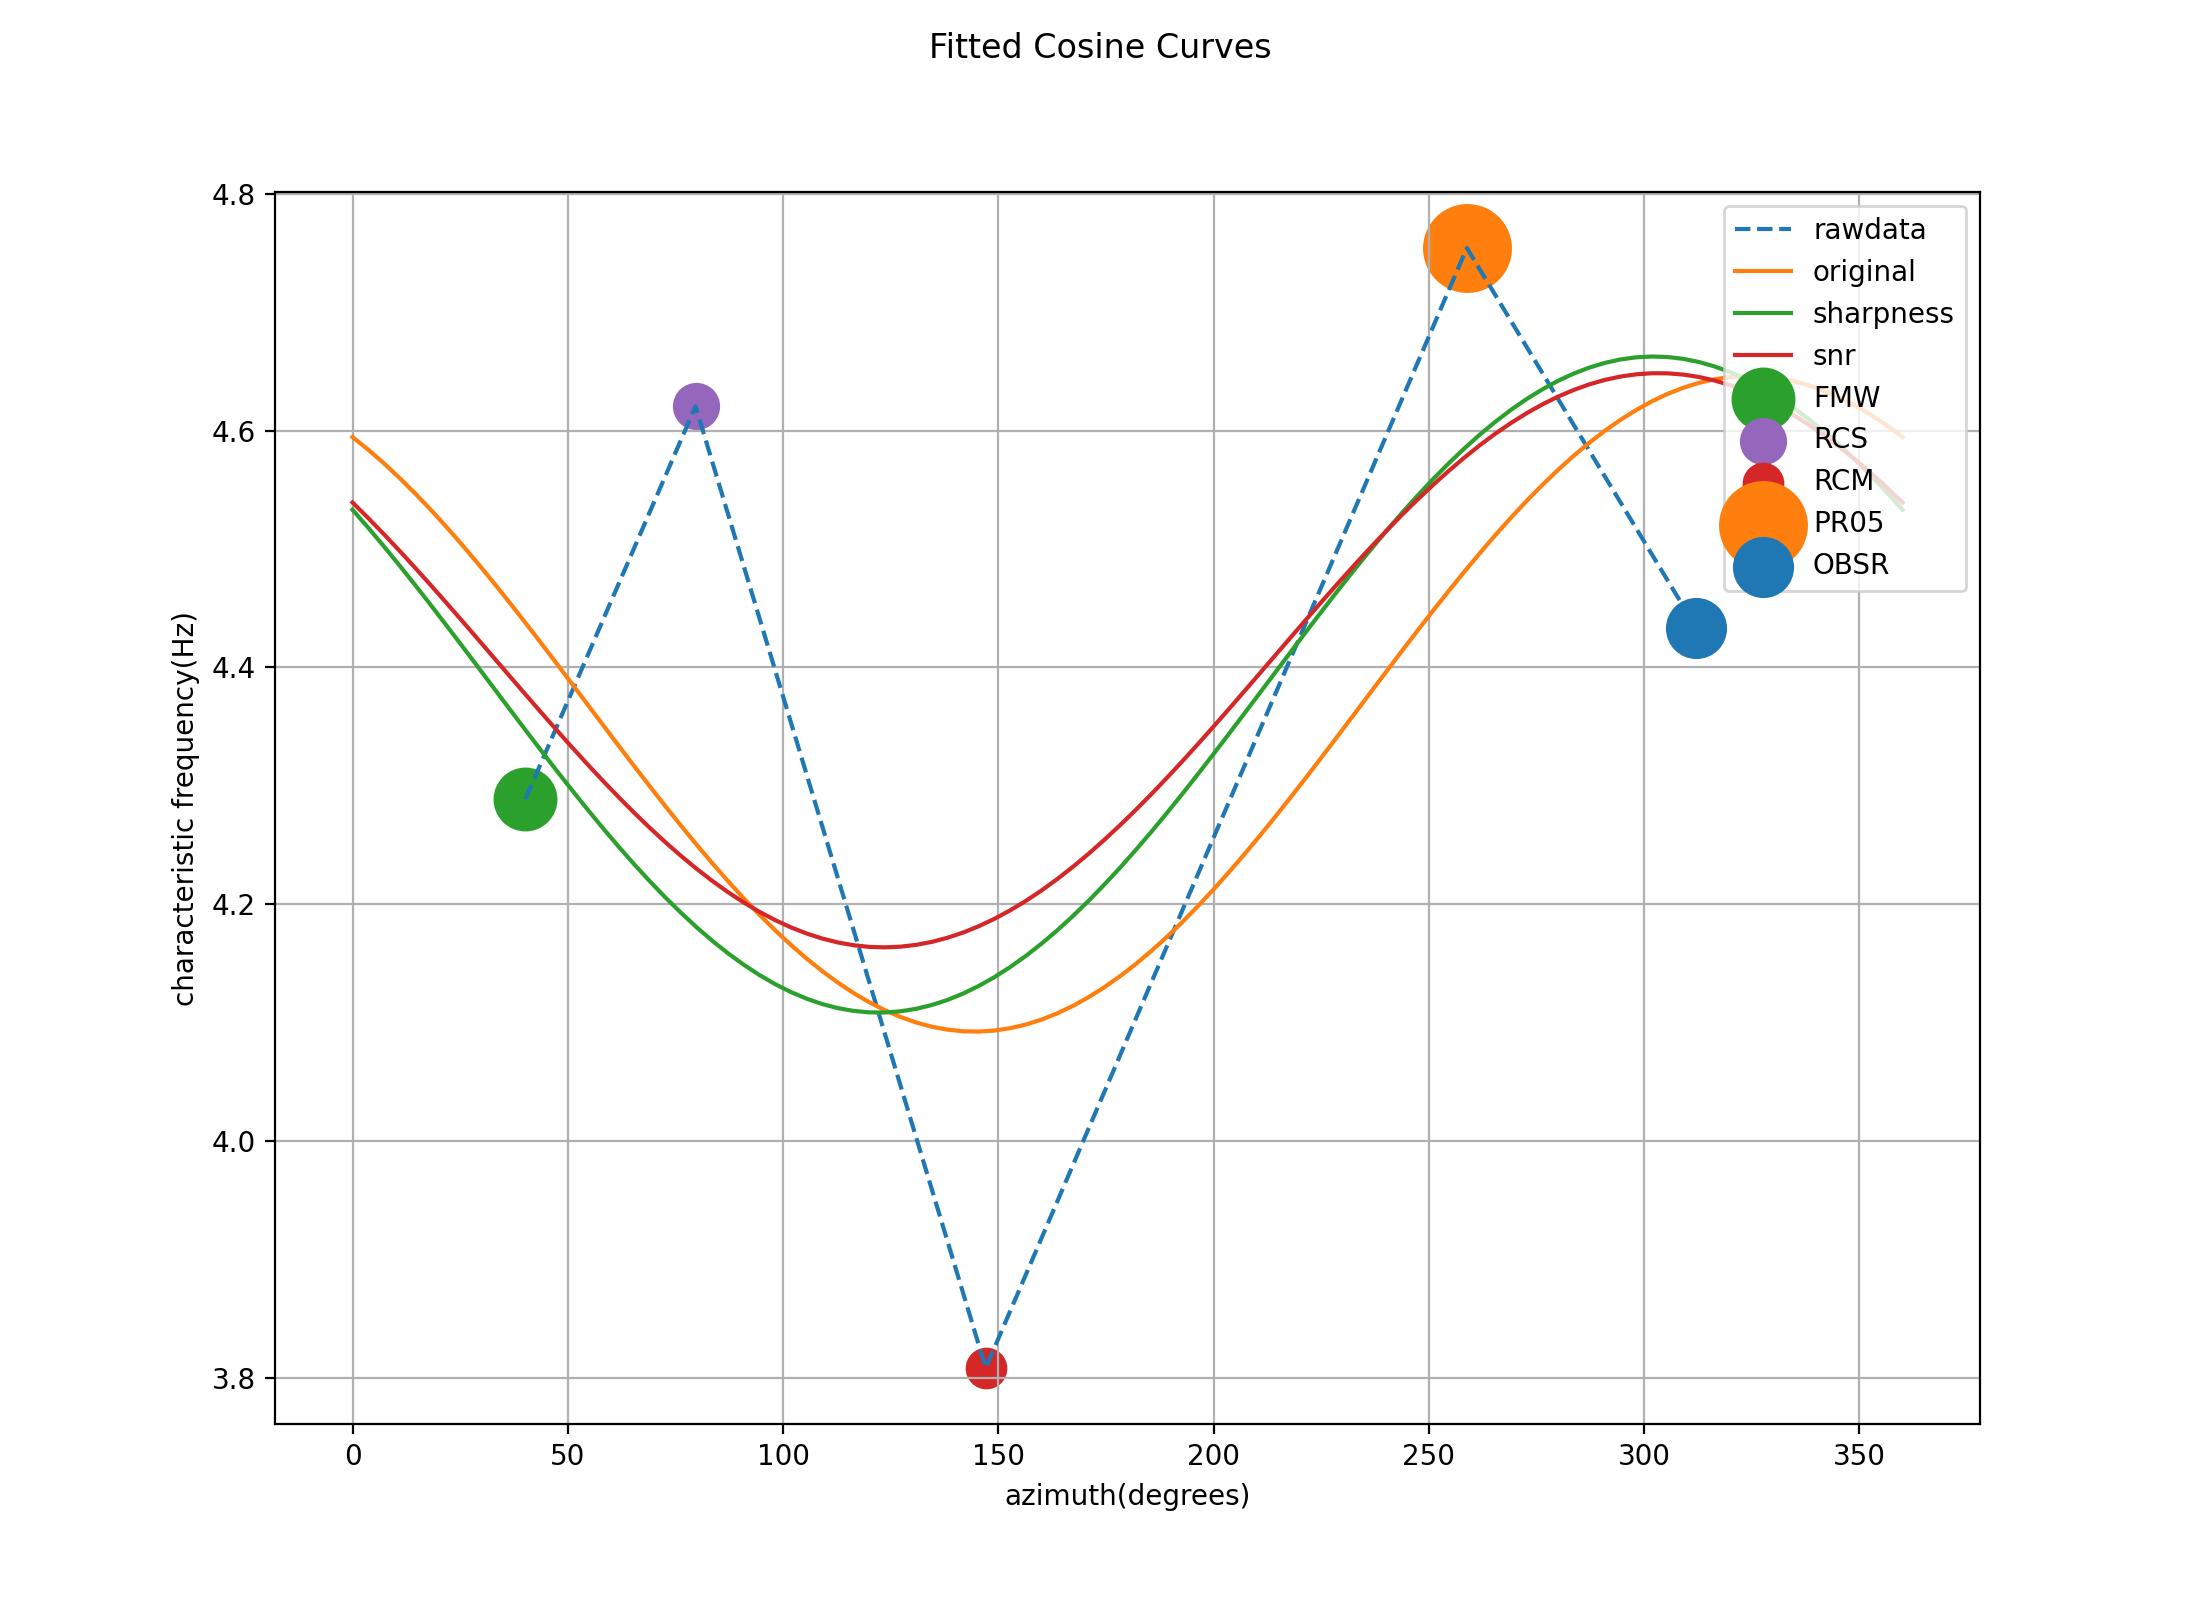 Fitted Cosine Curves
4.8
4.6
4.4
4.2
4.0
3.8
characteristic frequency(Hz)
rawdata
original
sharpness
snr
FMW
RCS
RCM
PR05
OBSR
0 50 100 150 200 250 300 350
azimuth(degrees)